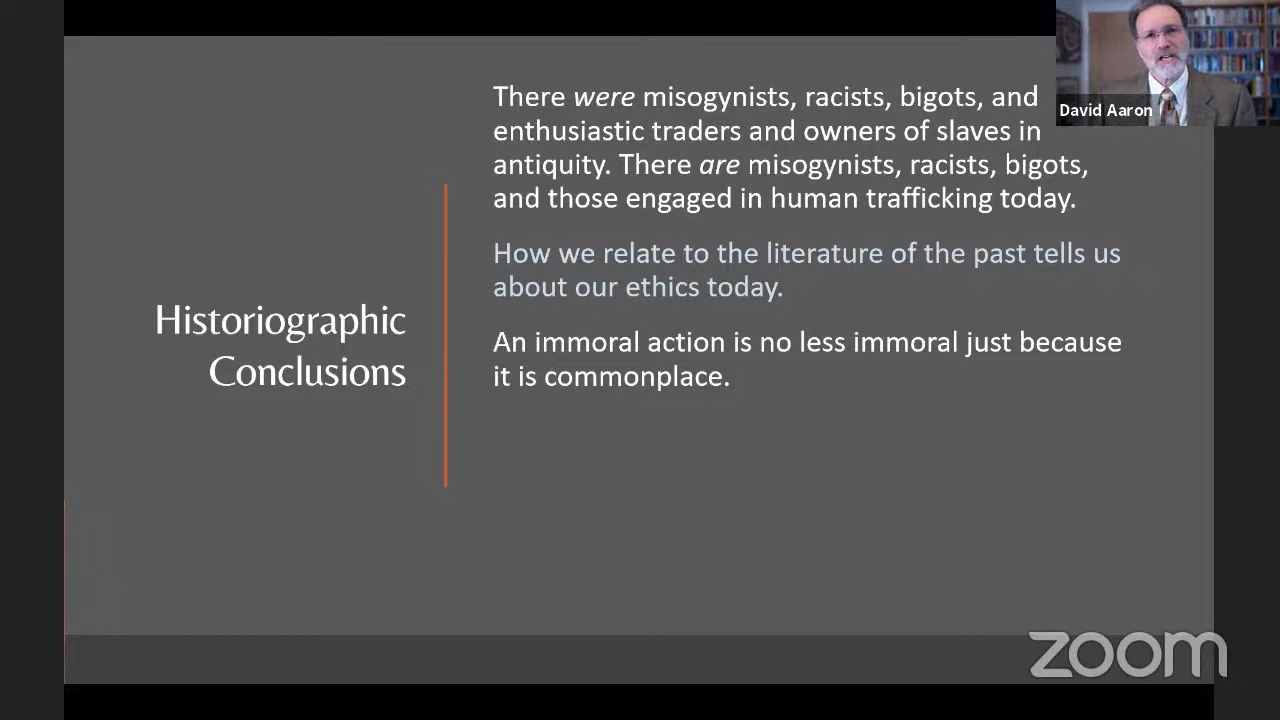 There were misogynists, racists, bigots, and
enthusiastic traders and owners of slaves in
antiquity. There are misogynists, racists, bigots,
and those engaged in human trafficking today.
How we relate to the literature of the past tells us
about our ethics today.
An immoral action is no less immoral just because
it is commonplace.
Historiographic
Conclusions
David Aaron
zoom